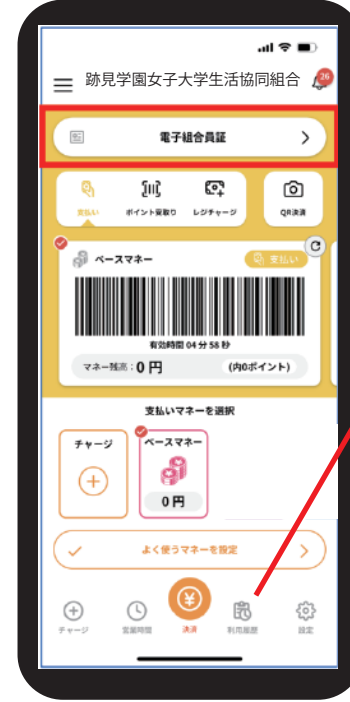 跡見学園女子大学生活協同組合
26
電子組合員証
支払い
ポイント受取り
レジチャージ
QR決済
ベースマネー
支払い
有効時間 04 分 58 秒
マネー残高：0 円 (内0ポイント)
支払いマネーを選択
チャージ
ベースマネー
0 円
よく使うマネーを設定
チャージ
営業時間
決済
利用履歴
設定